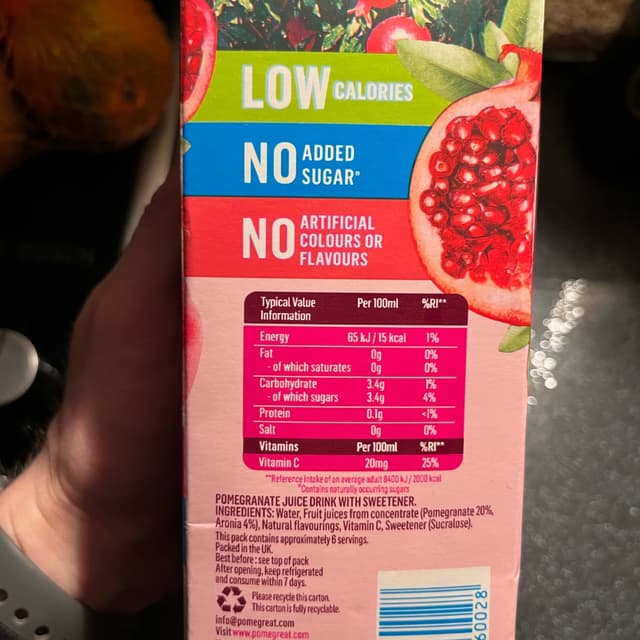 LOW CALORIES
NO ADDED
SUGAR"
NO ARTIFICIAL
COLOURS OR
FLAVOURS
Typical Value Information Per 100ml %RI**
Energy 65 kJ / 15 kcal 1%
Fat 0g 0%
- of which saturates 0g 0%
Carbohydrate 3.4g 1%
- of which sugars 3.4g 4%
Protein 0.1g <1%
Salt 0g 0%
Vitamins Per 100ml %RI**
Vitamin C 20mg 25%
**Reference Intake of an average adult 8400 kJ / 2000 kcal
"Contains naturally occurring sugars
POMEGRANATE JUICE DRINK WITH SWEETENER.
INGREDIENTS: Water, Fruit juices from concentrate (Pomegranate 20%,
Aronia 4%), Natural flavourings, Vitamin C, Sweetener (Sucralose).
This pack contains approximately 6 servings.
Packed in the UK.
Best before: see top of pack
After opening, keep refrigerated
and consume within 7 days.
Please recycle this carton.
This carton is fully recyclable.
info@pomegreat.com
Visit www.pomegreat.com
60028